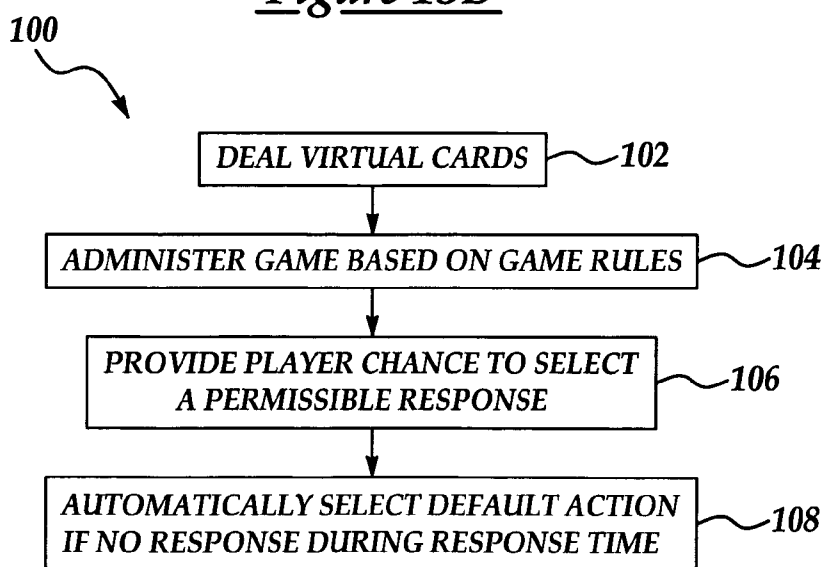 100
DEAL VIRTUAL CARDS 102
ADMINISTER GAME BASED ON GAME RULES 104
PROVIDE PLAYER CHANCE TO SELECT
A PERMISSIBLE RESPONSE 106
AUTOMATICALLY SELECT DEFAULT ACTION
IF NO RESPONSE DURING RESPONSE TIME 108